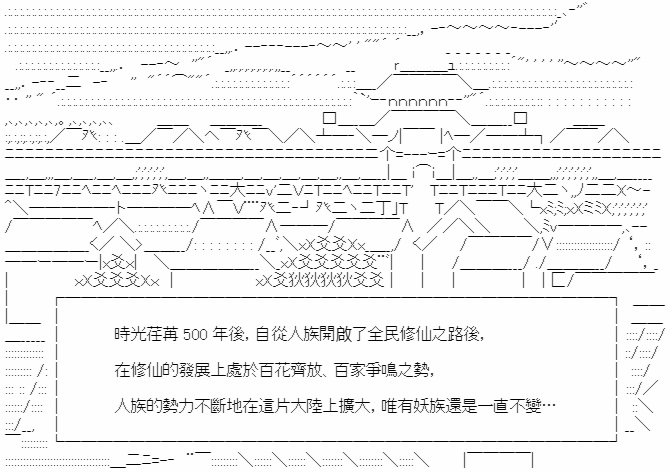 時光荏苒 500 年後, 自從人族開啟了全民修仙之路後,
在修仙的發展上處於百花齊放、百家爭鳴之勢,
人族的勢力不斷地在這片大陸上擴大, 唯有妖族還是一直不變…